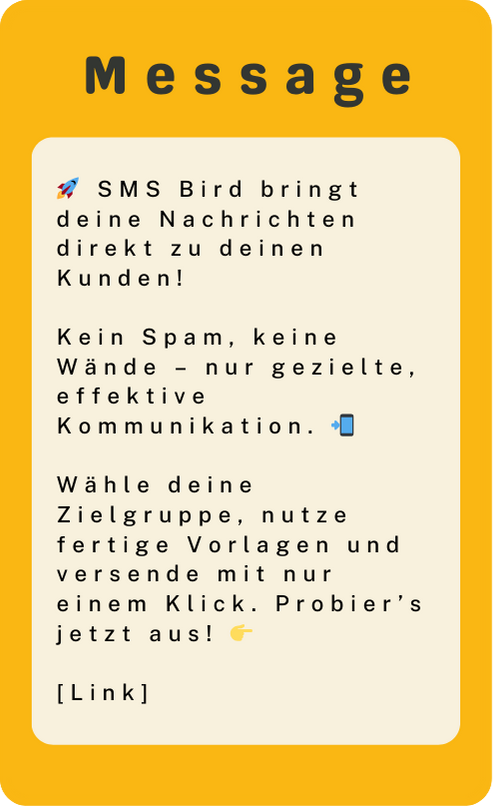 Message
🚀 SMS Bird bringt
deine Nachrichten
direkt zu deinen
Kunden!
Kein Spam, keine
Wände – nur gezielte,
effektive
Kommunikation. 📲
Wähle deine
Zielgruppe, nutze
fertige Vorlagen und
versende mit nur
einem Klick. Probier’s
jetzt aus! 👉
[Link]